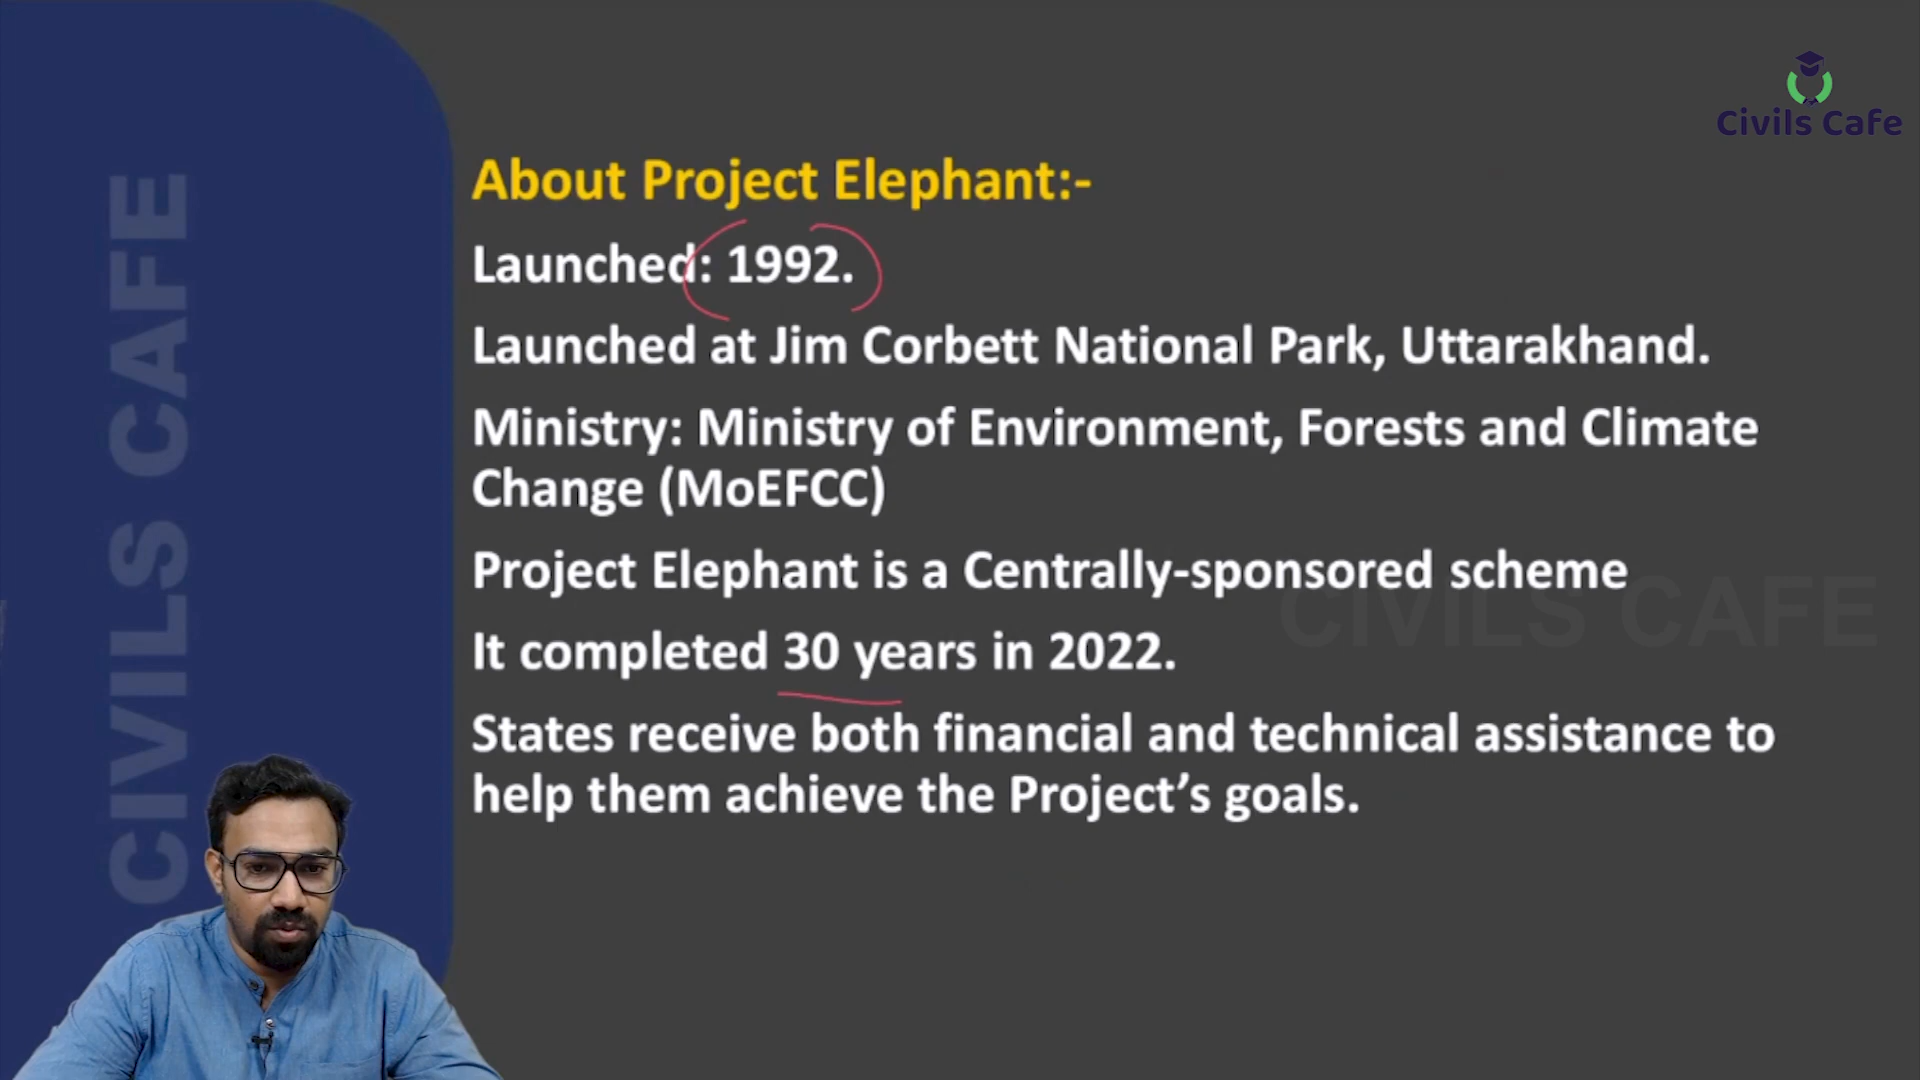 Civils Cafe
CIVILS CAFE
About Project Elephant:-
Launched: 1992.
Launched at Jim Corbett National Park, Uttarakhand.
Ministry: Ministry of Environment, Forests and Climate
Change (MoEFCC)
Project Elephant is a Centrally-sponsored scheme
CIVILS CAFE
It completed 30 years in 2022.
States receive both financial and technical assistance to
help them achieve the Project’s goals.